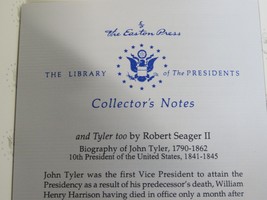 The Easton Press
THE LIBRARY of The PRESIDENTS
Collector's Notes
and Tyler too by Robert Seager II
Biography of John Tyler, 1790-1862
10th President of the United States, 1841-1845
John Tyler was the first Vice President to attain the
Presidency as a result of his predecessor's death, William
Henry Harrison having died in office only a month after